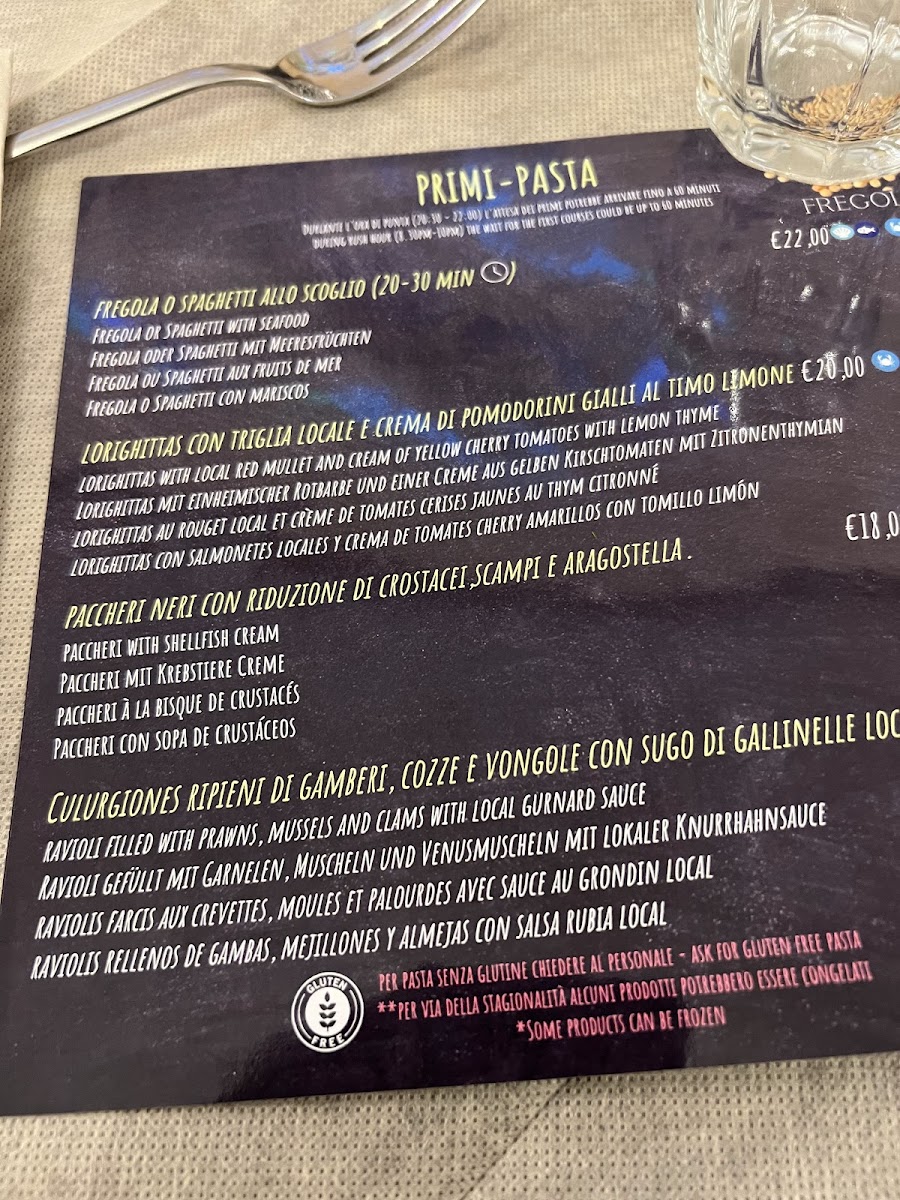 PRIMI-PASTA
DURANTE L'ORA DI PUNTA (20:30 - 22:00) L'ATTESA DEI PRIMI POTREBBE ARRIVARE FINO A 60 MINUTI
DURING RUSH HOUR (8.30PM-10PM) THE WAIT FOR THE FIRST COURSES COULD BE UP TO 60 MINUTES
€22,00
FREGOLA O SPAGHETTI ALLO SCOGLIO (20-30 MIN )
FREGOLA OR SPAGHETTI WITH SEAFOOD
FREGOLA ODER SPAGHETTI MIT MEERESFRÜCHTEN
FREGOLA OU SPAGHETTI AUX FRUITS DE MER
FREGOLA O SPAGHETTI CON MARISCOS
LORIGHITTAS CON TRIGLIA LOCALE E CREMA DI POMODORINI GIALLI AL TIMO LIMONE €20,00
LORIGHITTAS WITH LOCAL RED MULLET AND CREAM OF YELLOW CHERRY TOMATOES WITH LEMON THYME
LORIGHITTAS MIT EINHEIMISCHER ROTBARBE UND EINER CREME AUS GELBEN KIRSCHTOMATEN MIT ZITRONENTHYMIAN
LORIGHITTAS AU ROUGET LOCAL ET CRÈME DE TOMATES CERISES JAUNES AU THYM CITRONNÉ
LORIGHITTAS CON SALMONETES LOCALES Y CREMA DE TOMATES CHERRY AMARILLOS CON TOMILLO LIMÓN
€18,0
PACCHERI NERI CON RIDUZIONE DI CROSTACEI,SCAMPI E ARAGOSTELLA.
PACCHERI WITH SHELLFISH CREAM
PACCHERI MIT KREBSTIERE CREME
PACCHERI À LA BISQUE DE CRUSTACÉS
PACCHERI CON SOPA DE CRUSTÁCEOS
CULURGIONES RIPIENI DI GAMBERI, COZZE E VONGOLE CON SUGO DI GALLINELLE LOC
RAVIOLI FILLED WITH PRAWNS, MUSSELS AND CLAMS WITH LOCAL GURNARD SAUCE
RAVIOLI GEFÜLLT MIT GARNELEN, MUSCHELN UND VENUSMUSCHELN MIT LOKALER KNURRHAHNSAUCE
RAVIOLIS FARCIS AUX CREVETTES, MOULES ET PALOURDES AVEC SAUCE AU GRONDIN LOCAL
RAVIOLIS RELLENOS DE GAMBAS, MEJILLONES Y ALMEJAS CON SALSA RUBIA LOCAL
GLUTEN FREE
PER PASTA SENZA GLUTINE CHIEDERE AL PERSONALE - ASK FOR GLUTEN FREE PASTA
**PER VIA DELLA STAGIONALITÀ ALCUNI PRODOTTI POTREBBERO ESSERE CONGELATI
*SOME PRODUCTS CAN BE FROZEN